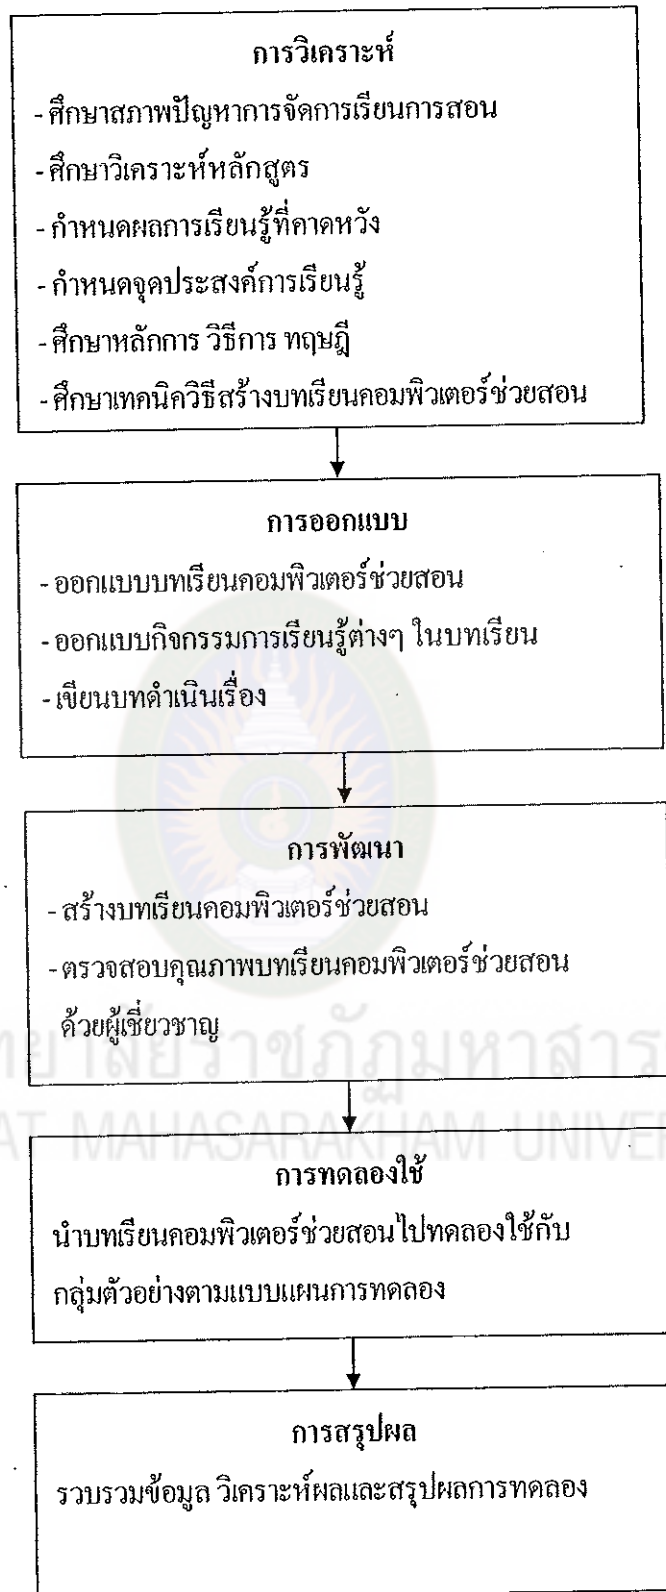 การวิเคราะห์
- ศึกษาสภาพปัญหาการจัดการเรียนการสอน
- ศึกษาวิเคราะห์หลักสูตร
- กำหนดผลการเรียนรู้ที่คาดหวัง
- กำหนดจุดประสงค์การเรียนรู้
- ศึกษาหลักการ วิธีการ ทฤษฎี
- ศึกษาเทคนิควิธีสร้างบทเรียนคอมพิวเตอร์ช่วยสอน
การออกแบบ
- ออกแบบบทเรียนคอมพิวเตอร์ช่วยสอน
- ออกแบบกิจกรรมการเรียนรู้ต่างๆ ในบทเรียน
- เขียนบทดำเนินเรื่อง
การพัฒนา
- สร้างบทเรียนคอมพิวเตอร์ช่วยสอน
- ตรวจสอบคุณภาพบทเรียนคอมพิวเตอร์ช่วยสอน
ด้วยผู้เชี่ยวชาญ
ทยาลัยราชภัฏมหาสาร
AT MAHASARAKHAM UNIVER
การทดลองใช้
นำบทเรียนคอมพิวเตอร์ช่วยสอนไปทดลองใช้กับ
กลุ่มตัวอย่างตามแบบแผนการทดลอง
การสรุปผล
รวบรวมข้อมูล วิเคราะห์ผลและสรุปผลการทดลอง